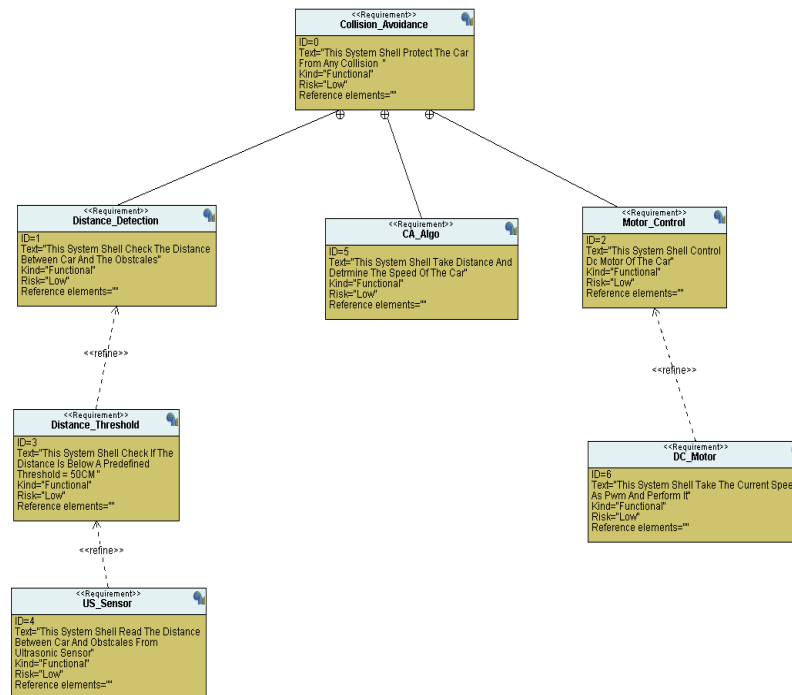 <<Requirement>>
Collision_Avoidance
ID=0
Text="This System Shell Protect The Car
From Any Collision "
Kind="Functional"
Risk="Low"
Reference elements=""
<<Requirement>>
Distance_Detection
ID=1
Text="This System Shell Check The Distance
Between Car And The Obstcales"
Kind="Functional"
Risk="Low"
Reference elements=""
<<Requirement>>
CA_Algo
ID=5
Text="This System Shell Take Distance And
Detrmine The Speed Of The Car"
Kind="Functional"
Risk="Low"
Reference elements=""
<<Requirement>>
Motor_Control
ID=2
Text="This System Shell Control
Dc Motor Of The Car"
Kind="Functional"
Risk="Low"
Reference elements=""
<<refine>>
<<refine>>
<<Requirement>>
Distance_Threshold
ID=3
Text="This System Shell Check If The
Distance Is Below A Predefined
Threshold = 50CM "
Kind="Functional"
Risk="Low"
Reference elements=""
<<Requirement>>
DC_Motor
ID=6
Text="This System Shell Take The Current Spee
As Pwm And Perform It"
Kind="Functional"
Risk="Low"
Reference elements=""
<<refine>>
<<Requirement>>
US_Sensor
ID=4
Text="This System Shell Read The Distance
Between Car And Obstcales From
Ultrasonic Sensor"
Kind="Functional"
Risk="Low"
Reference elements=""